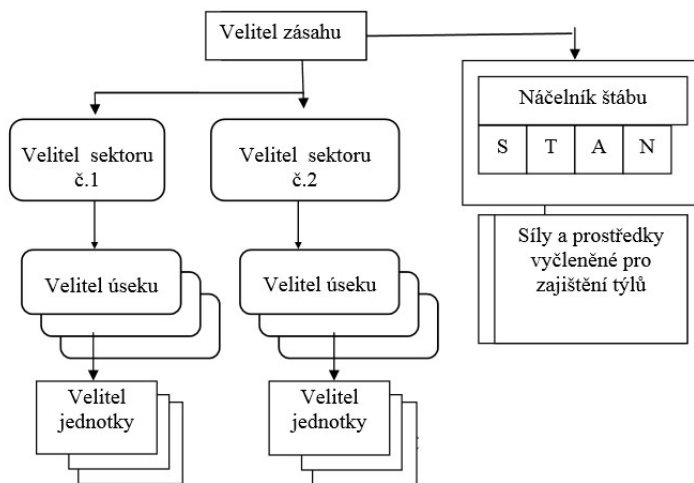 Velitel zásahu
Náčelník štábu
S T A N
Velitel sektoru
č.1
Velitel sektoru
č.2
Síly a prostředky
vyčleněné pro
zajištění týlů
Velitel úseku
Velitel úseku
Velitel
jednotky
Velitel
jednotky